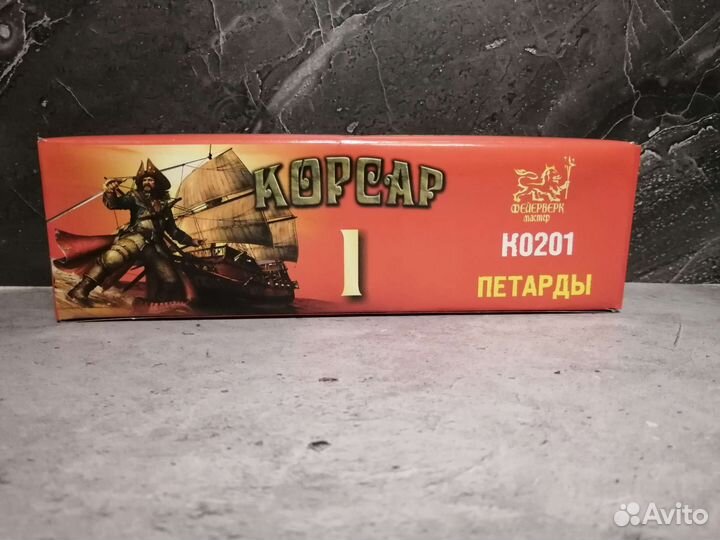 КОРСАР
1
ФЕЙЕРВЕРК
МАСТЕР
К0201
ПЕТАРДЫ
Avito